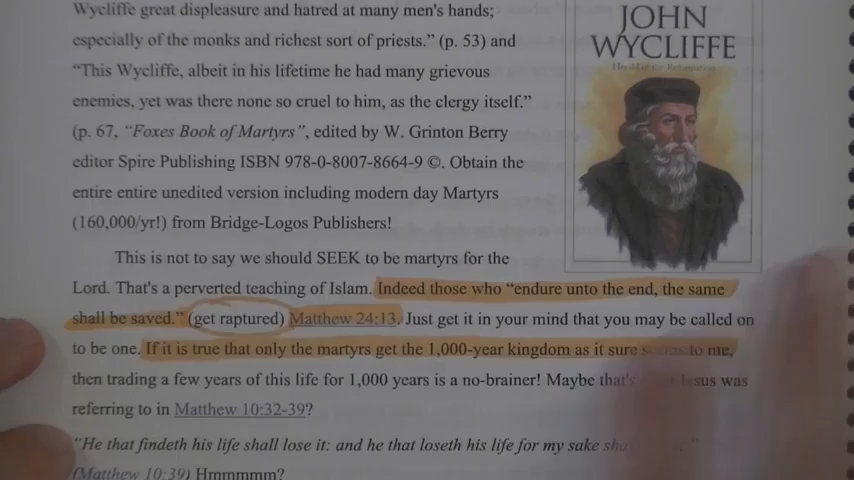 Wycliffe great displeasure and hatred at many men's hands;
especially of the monks and richest sort of priests.” (p. 53) and
“This Wycliffe, albeit in his lifetime he had many grievous
enemies, yet was there none so cruel to him, as the clergy itself.”
(p. 67, “Foxes Book of Martyrs”, edited by W. Grinton Berry
editor Spire Publishing ISBN 978-0-8007-8664-9 ©. Obtain the
entire entire unedited version including modern day Martyrs
(160,000/yr!) from Bridge-Logos Publishers!
JOHN
WYCLIFFE
Herald of the Reformation
This is not to say we should SEEK to be martyrs for the
Lord. That's a perverted teaching of Islam. Indeed those who “endure unto the end, the same
shall be saved.” (get raptured) Matthew 24:13. Just get it in your mind that you may be called on
to be one. If it is true that only the martyrs get the 1,000-year kingdom as it sure to me,
then trading a few years of this life for 1,000 years is a no-brainer! Maybe that's Jesus was
referring to in Matthew 10:32-39?
“He that findeth his life shall lose it: and he that loseth his life for my sake
(Matthew 10:39) Hmmmmm?